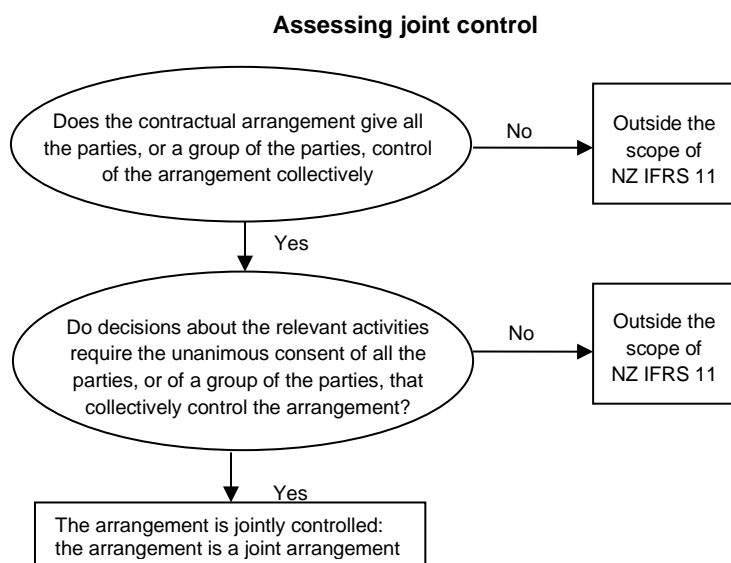 Assessing joint control
Does the contractual arrangement give all
the parties, or a group of the parties, control
of the arrangement collectively
No
Outside the
scope of
NZ IFRS 11
Yes
Do decisions about the relevant activities
require the unanimous consent of all the
parties, or of a group of the parties, that
collectively control the arrangement?
No
Outside the
scope of
NZ IFRS 11
Yes
The arrangement is jointly controlled:
the arrangement is a joint arrangement